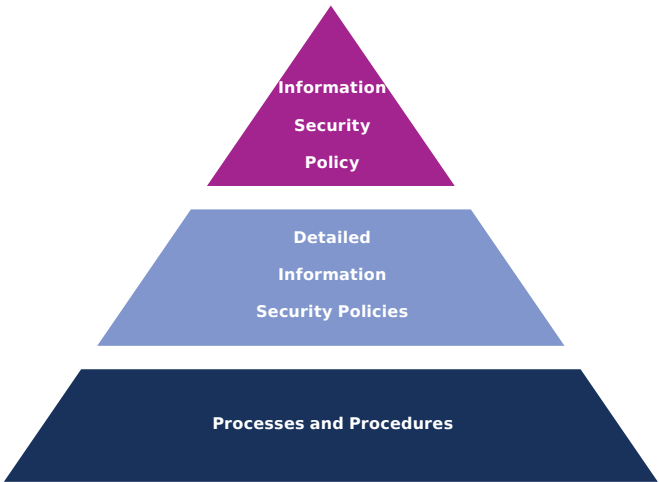 Information
Security
Policy
Detailed
Information
Security Policies
Processes and Procedures